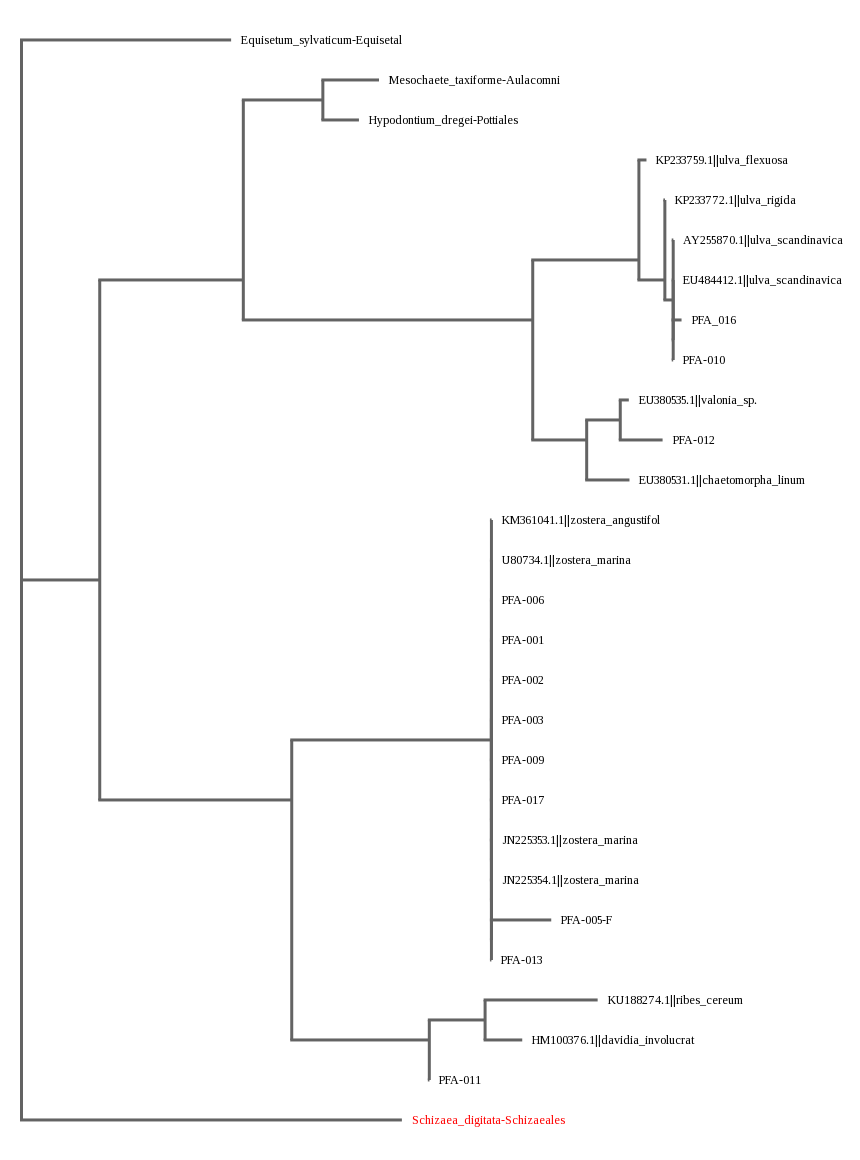 Equisetum_sylvaticum-Equisetal
Mesochaete_taxiforme-Aulacomni
Hypodontium_dregei-Pottiales
KP233759.1||ulva_flexuosa
KP233772.1||ulva_rigida
AY255870.1||ulva_scandinavica
EU484412.1||ulva_scandinavica
PFA_016
PFA-010
EU380535.1||valonia_sp.
PFA-012
EU380531.1||chaetomorpha_linum
KM361041.1||zostera_angustifol
U80734.1||zostera_marina
PFA-006
PFA-001
PFA-002
PFA-003
PFA-009
PFA-017
JN225353.1||zostera_marina
JN225354.1||zostera_marina
PFA-005-F
PFA-013
KU188274.1||ribes_cereum
HM100376.1||davidia_involucrat
PFA-011
Schizaea_digitata-Schizaeales